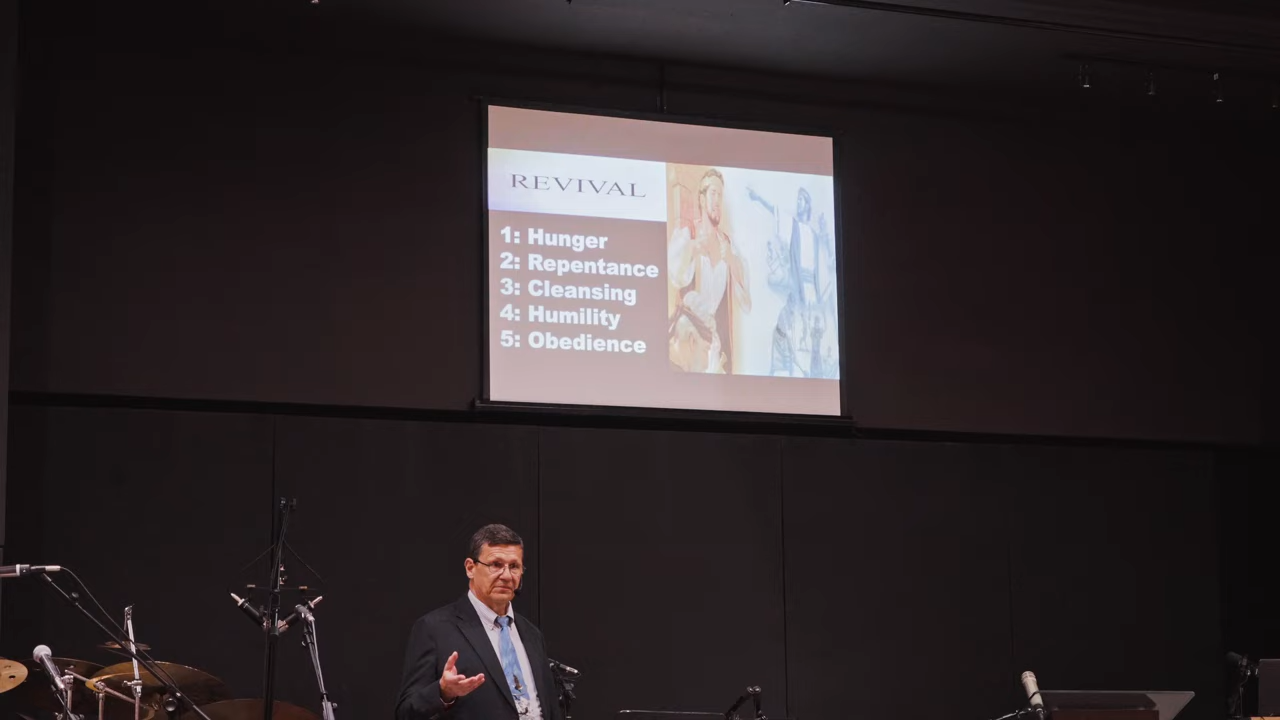 REVIVAL
1: Hunger
2: Repentance
3: Cleansing
4: Humility
5: Obedience